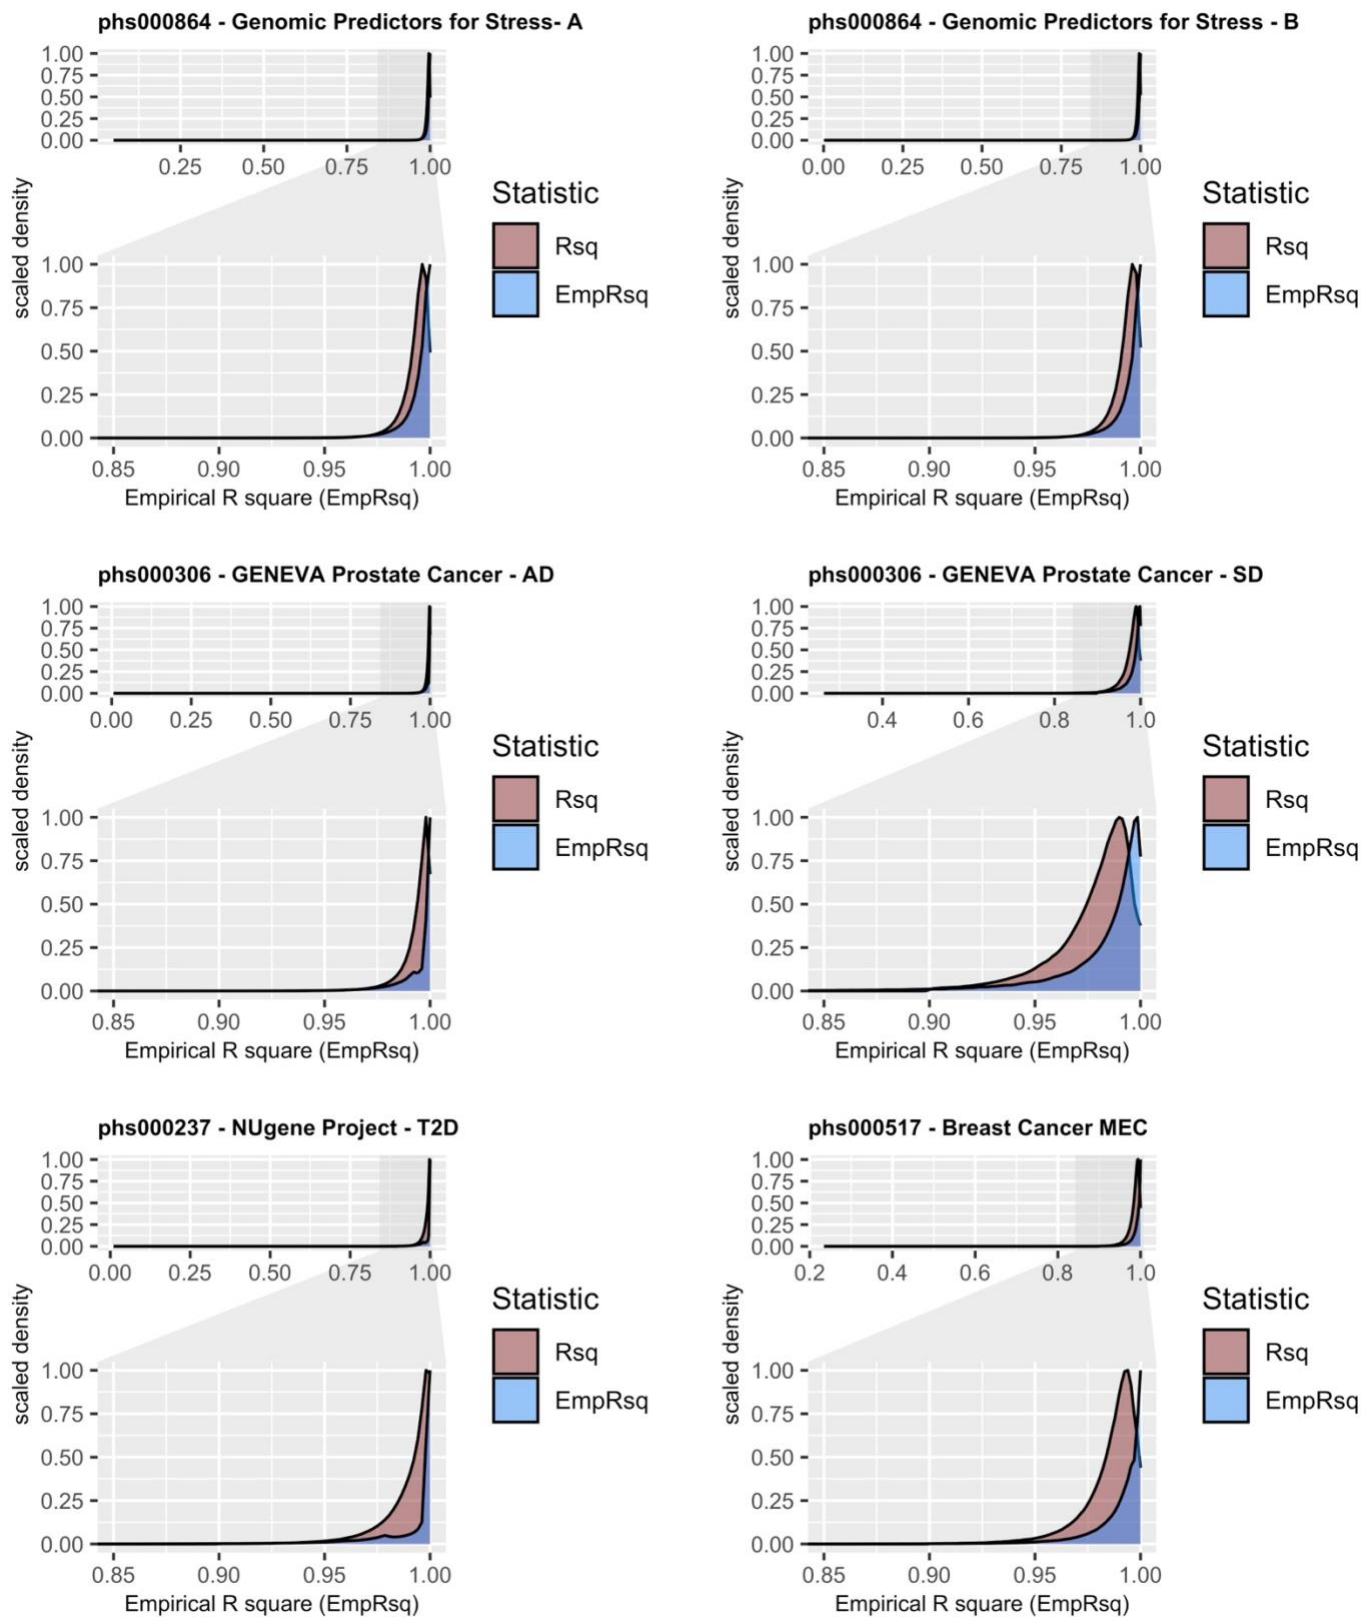 phs000864 - Genomic Predictors for Stress- A
1.00
0.75
0.50
0.25
0.00
0.25 0.50 0.75 1.00
scaled density
Statistic
Rsq
EmpRsq
1.00
0.75
0.50
0.25
0.00
0.85 0.90 0.95 1.00
Empirical R square (EmpRsq)
phs000864 - Genomic Predictors for Stress - B
1.00
0.75
0.50
0.25
0.00
0.00 0.25 0.50 0.75 1.00
scaled density
Statistic
Rsq
EmpRsq
1.00
0.75
0.50
0.25
0.00
0.85 0.90 0.95 1.00
Empirical R square (EmpRsq)
phs000306 - GENEVA Prostate Cancer - AD
1.00
0.75
0.50
0.25
0.00
0.00 0.25 0.50 0.75 1.00
scaled density
Statistic
Rsq
EmpRsq
1.00
0.75
0.50
0.25
0.00
0.85 0.90 0.95 1.00
Empirical R square (EmpRsq)
phs000306 - GENEVA Prostate Cancer - SD
1.00
0.75
0.50
0.25
0.00
0.4 0.6 0.8 1.0
scaled density
Statistic
Rsq
EmpRsq
1.00
0.75
0.50
0.25
0.00
0.85 0.90 0.95 1.00
Empirical R square (EmpRsq)
phs000237 - NUgene Project - T2D
1.00
0.75
0.50
0.25
0.00
0.00 0.25 0.50 0.75 1.00
scaled density
Statistic
Rsq
EmpRsq
1.00
0.75
0.50
0.25
0.00
0.85 0.90 0.95 1.00
Empirical R square (EmpRsq)
phs000517 - Breast Cancer MEC
1.00
0.75
0.50
0.25
0.00
0.2 0.4 0.6 0.8 1.0
scaled density
Statistic
Rsq
EmpRsq
1.00
0.75
0.50
0.25
0.00
0.85 0.90 0.95 1.00
Empirical R square (EmpRsq)